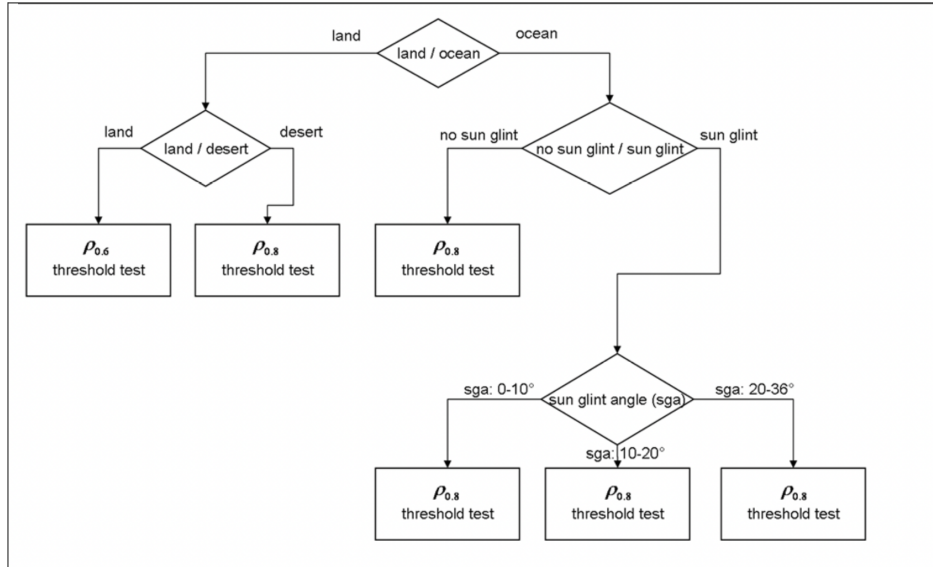 land
land / ocean
ocean
land
land / desert
desert
no sun glint
no sun glint / sun glint
sun glint
ρ0.6
threshold test
ρ0.8
threshold test
ρ0.8
threshold test
sga: 0-10°
sun glint angle (sga)
sga: 20-36°
sga: 10-20°
ρ0.8
threshold test
ρ0.8
threshold test
ρ0.8
threshold test